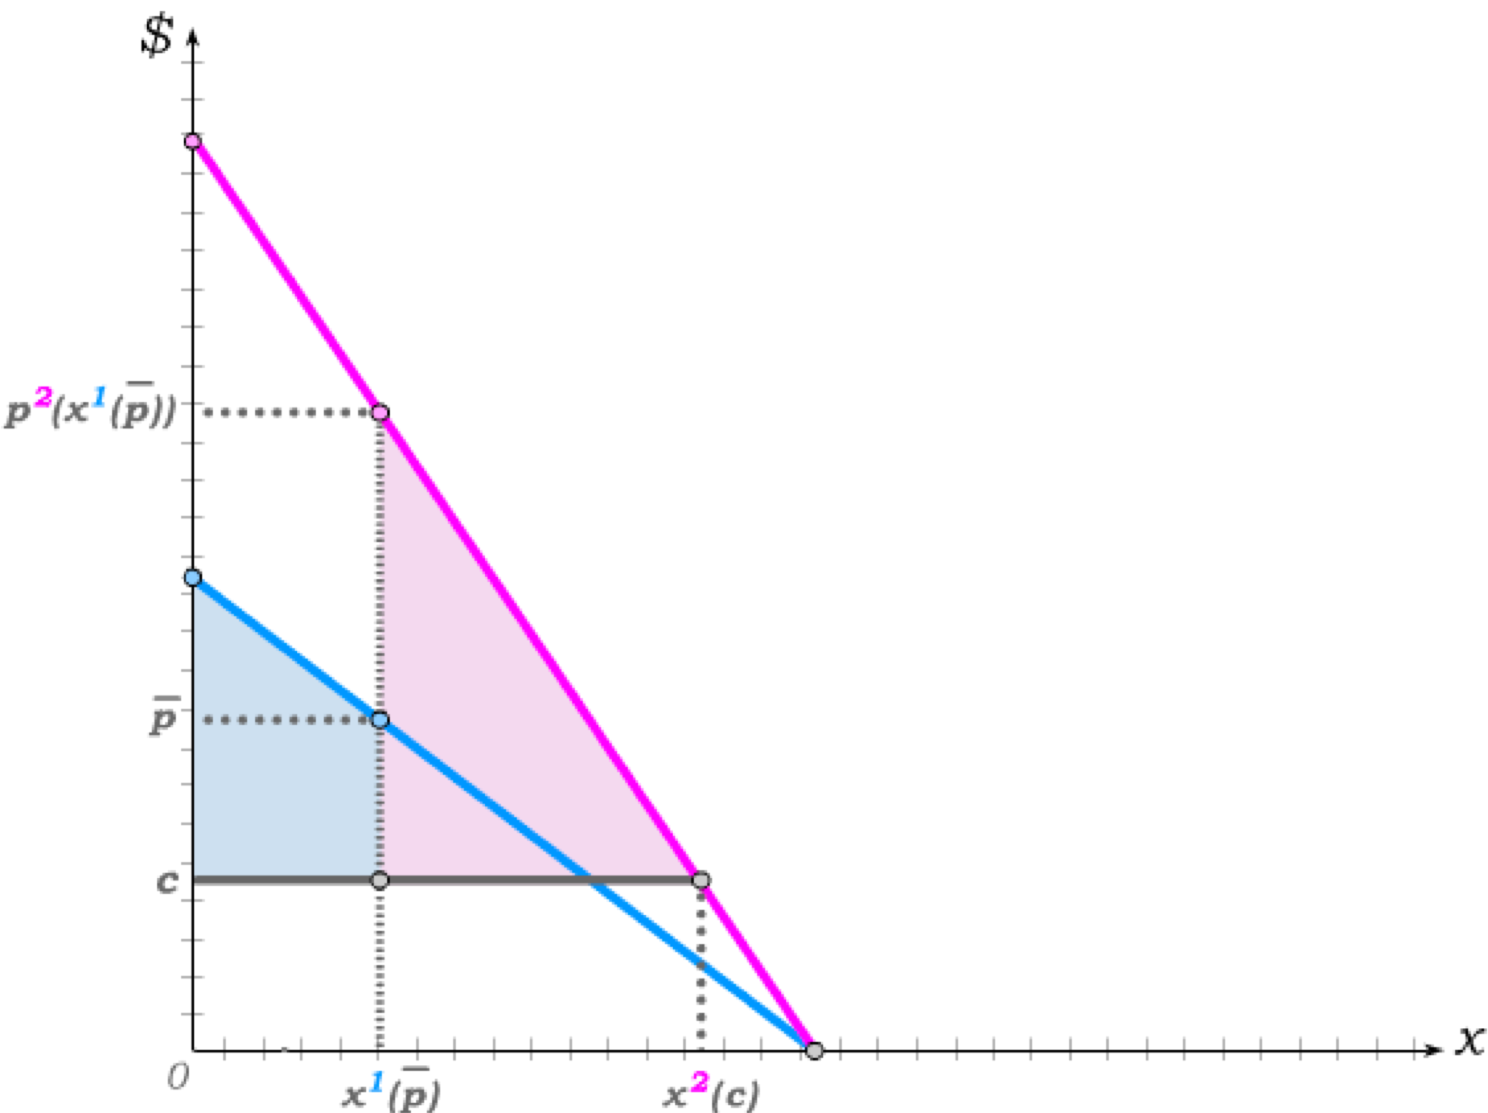 $
p²(x¹(p̅))
p̅
c
0
x¹(p̅)
x²(c)
x